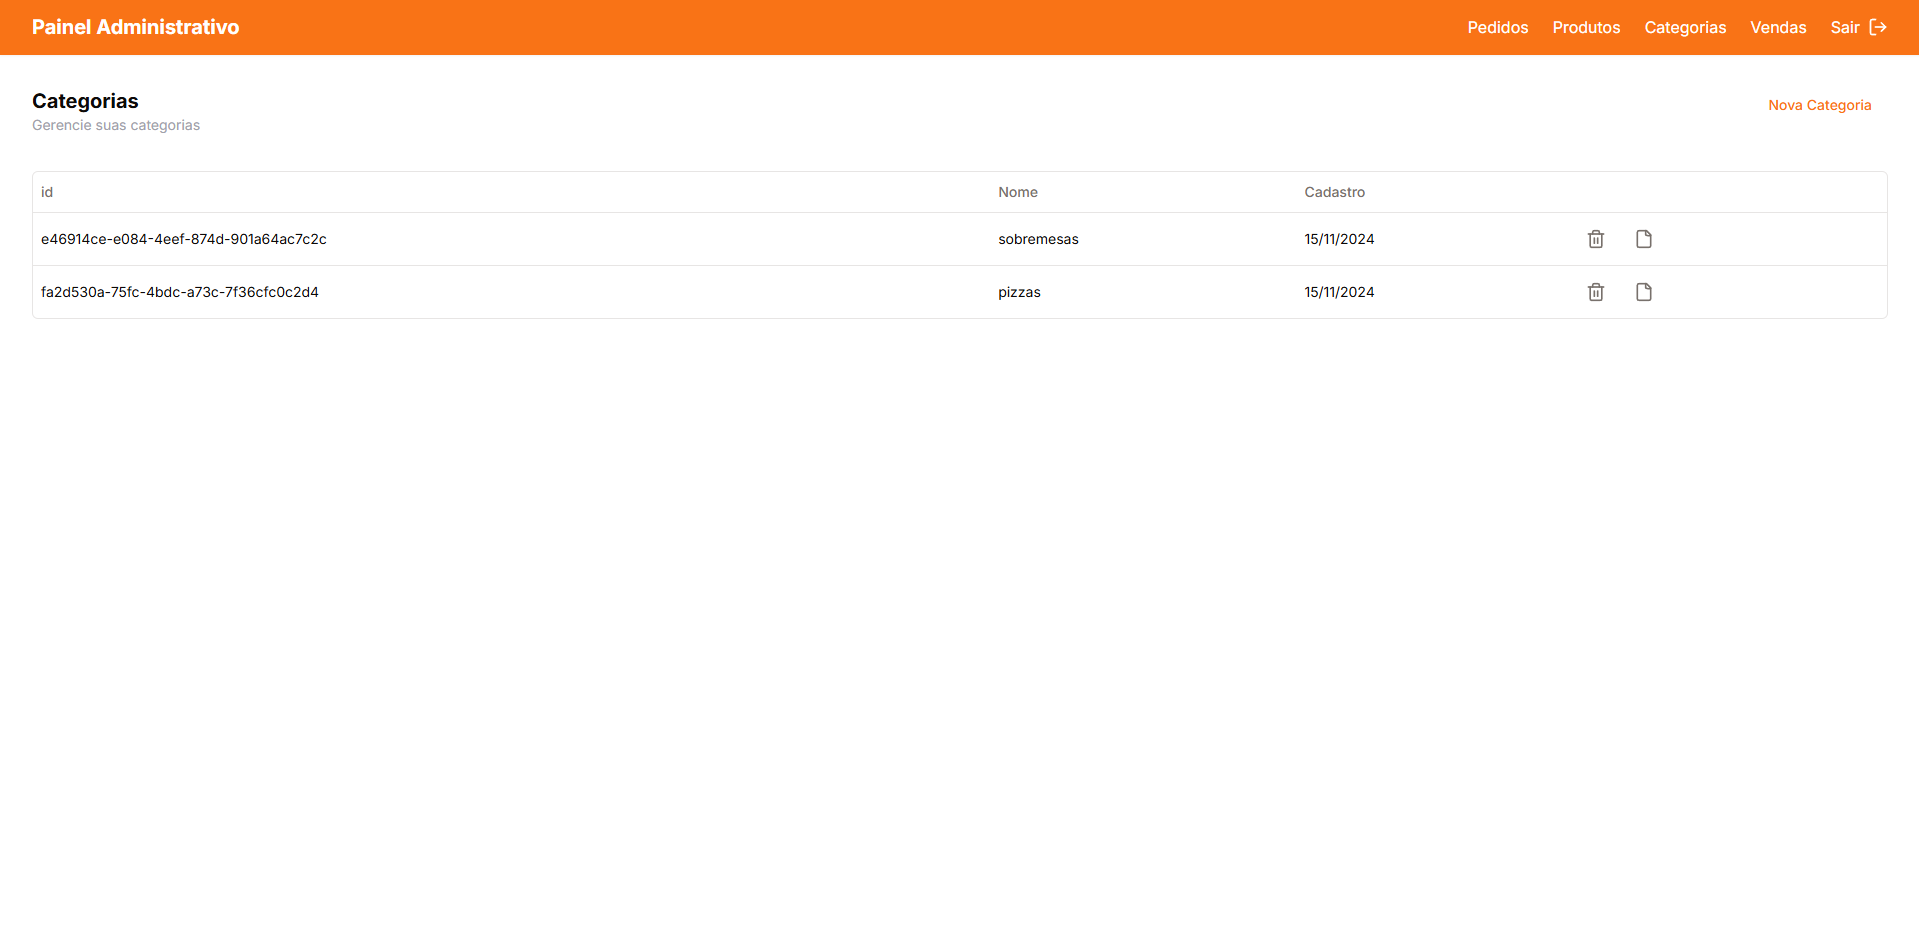 Painel Administrativo Pedidos Produtos Categorias Vendas Sair
Categorias
Gerencie suas categorias
Nova Categoria
id Nome Cadastro
e46914ce-e084-4eef-874d-901a64ac7c2c sobremesas 15/11/2024
fa2d530a-75fc-4bdc-a73c-7f36cfc0c2d4 pizzas 15/11/2024